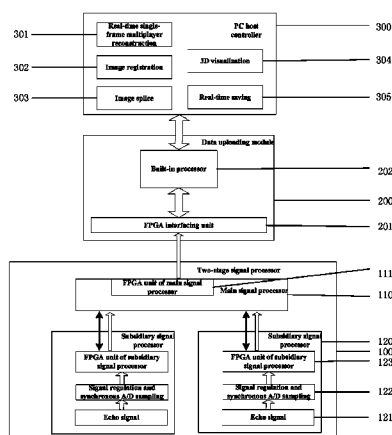 Real-time single-
frame multiplayer
reconstruction
PC host
controller
300
301
302
Image registration
3D visualization
304
303
Image splice
Real-time saving
305
Data uploading module
Built-in processor
202
200
FPGA interfacing unit
201
Two-stage signal processor
FPGA unit of main signal
processor
111
Main signal processor
110
Subsidiary signal
processor
Subsidiary signal
processor
120
100
FPGA unit of subsidiary
signal processor
FPGA unit of subsidiary
signal processor
123
Signal regulation and
synchronous A/D sampling
Signal regulation and
synchronous A/D sampling
122
Echo signal
Echo signal
121